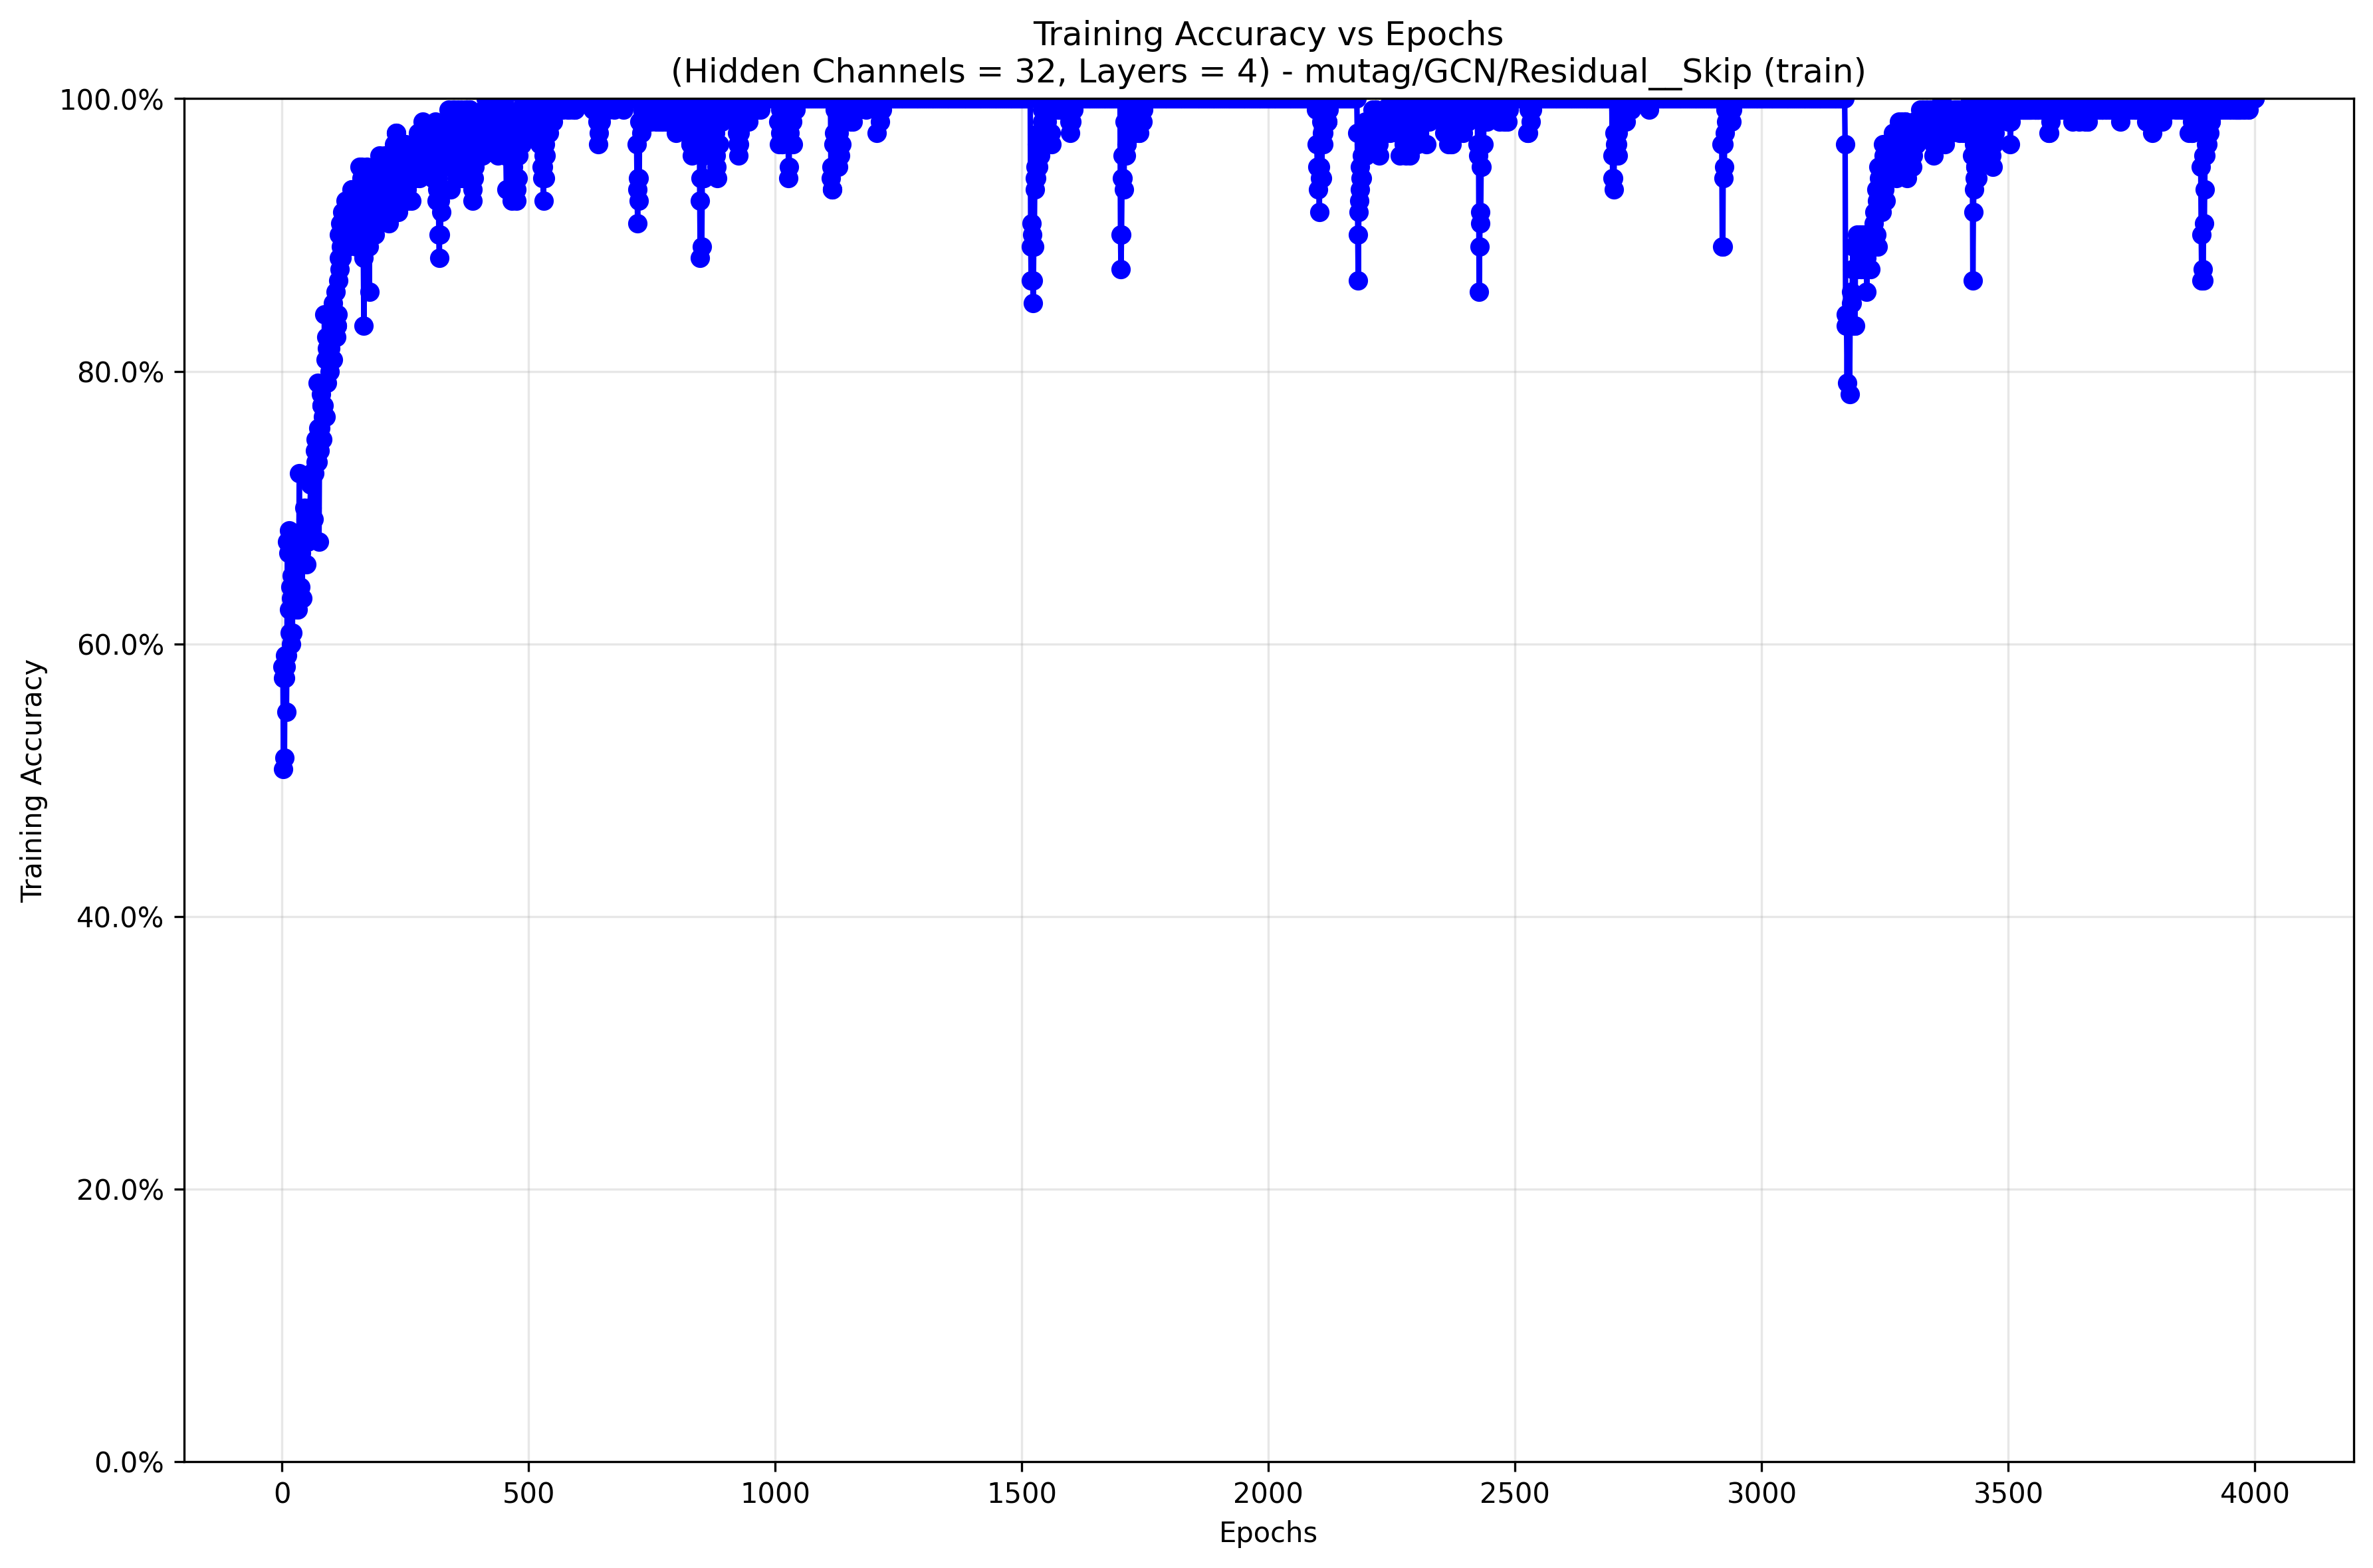 Training Accuracy vs Epochs
(Hidden Channels = 32, Layers = 4) - mutag/GCN/Residual__Skip (train)
100.0%
80.0%
60.0%
40.0%
20.0%
0.0%
Training Accuracy
0 500 1000 1500 2000 2500 3000 3500 4000
Epochs